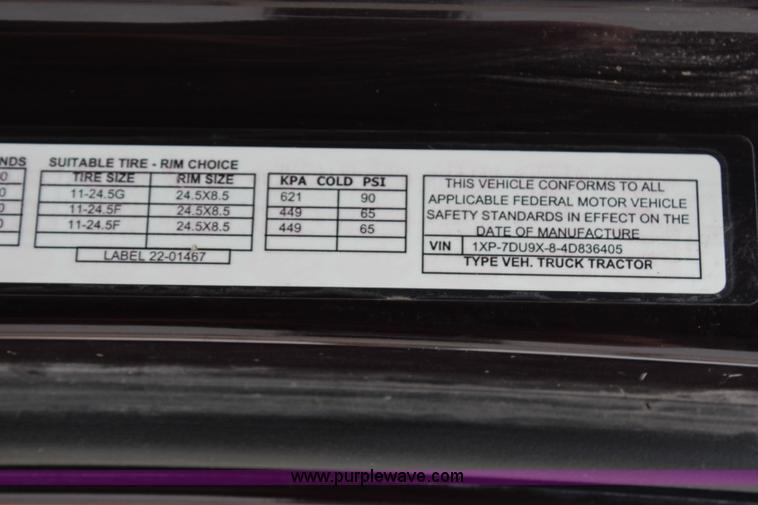 NDS
SUITABLE TIRE - RIM CHOICE
TIRE SIZE RIM SIZE
11-24.5G 24.5X8.5
11-24.5F 24.5X8.5
11-24.5F 24.5X8.5
LABEL 22-01467
KPA COLD PSI
621 90
449 65
449 65
THIS VEHICLE CONFORMS TO ALL
APPLICABLE FEDERAL MOTOR VEHICLE
SAFETY STANDARDS IN EFFECT ON THE
DATE OF MANUFACTURE
VIN 1XP-7DU9X-8-4D836405
TYPE VEH. TRUCK TRACTOR
www.purplewave.com